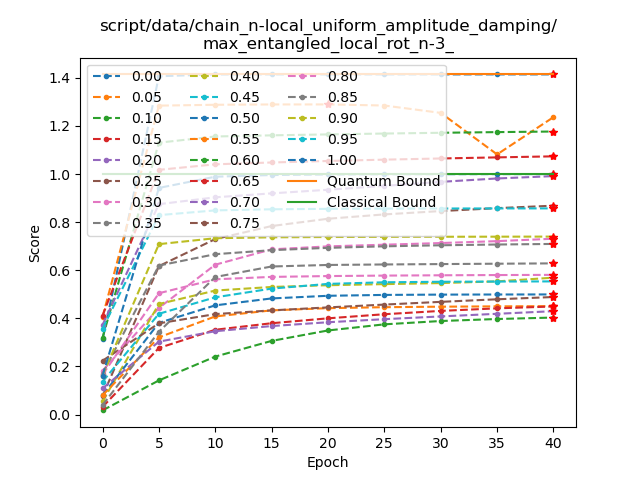 script/data/chain_n-local_uniform_amplitude_damping/
max_entangled_local_rot_n-3_
1.4
1.2
1.0
0.8
0.6
0.4
0.2
0.0
Score
0.00 0.40 0.80
0.05 0.45 0.85
0.10 0.50 0.90
0.15 0.55 0.95
0.20 0.60 1.00
0.25 0.65 Quantum Bound
0.30 0.70 Classical Bound
0.35 0.75
0 5 10 15 20 25 30 35 40
Epoch